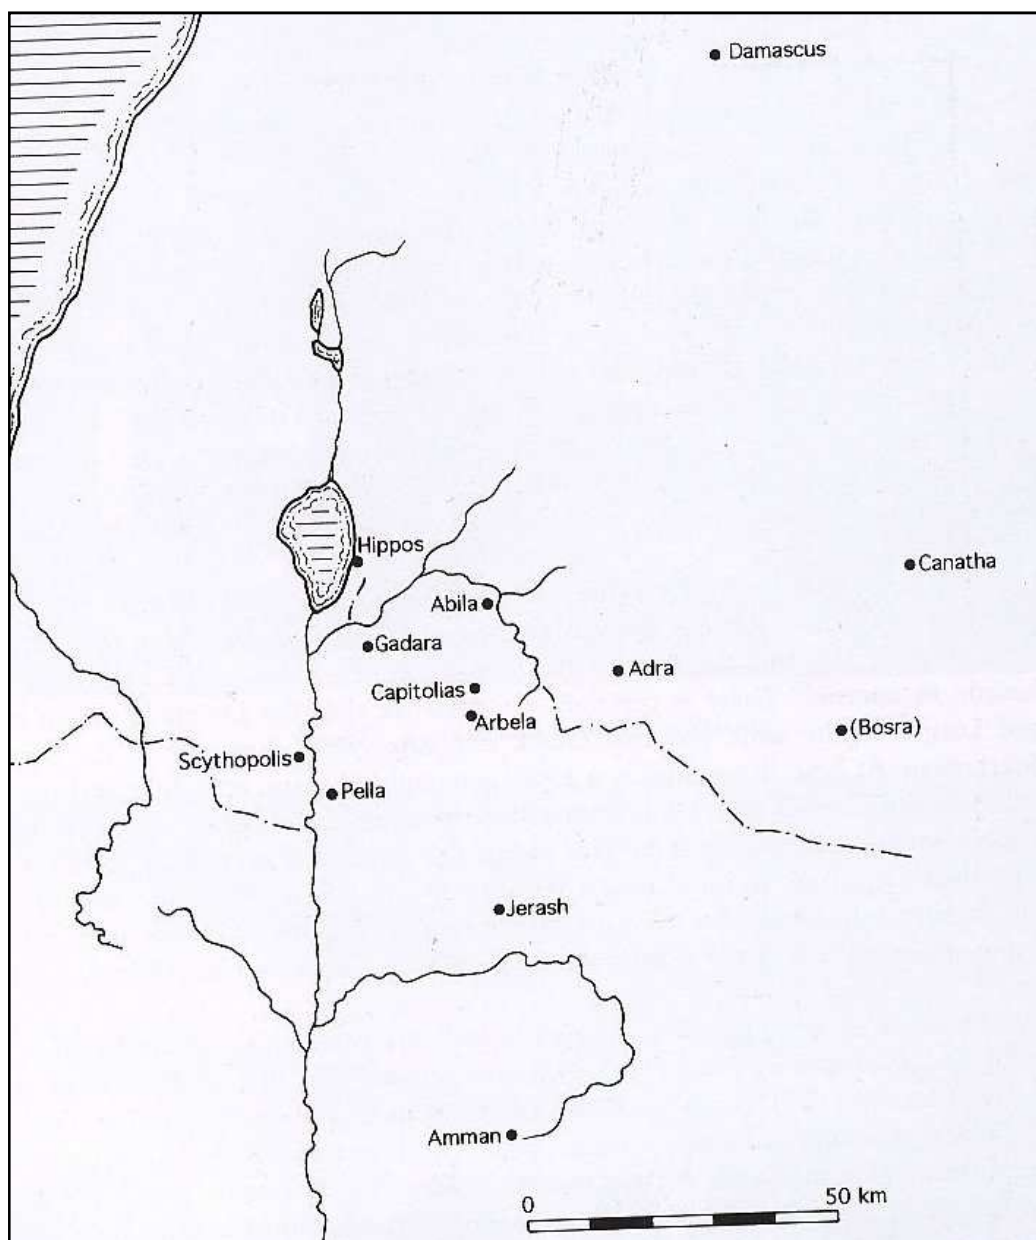 Damascus
Hippos
Canatha
Abila
Gadara
Adra
Capitolias
Arbela
(Bosra)
Scythopolis
Pella
Jerash
Amman
0
50 km